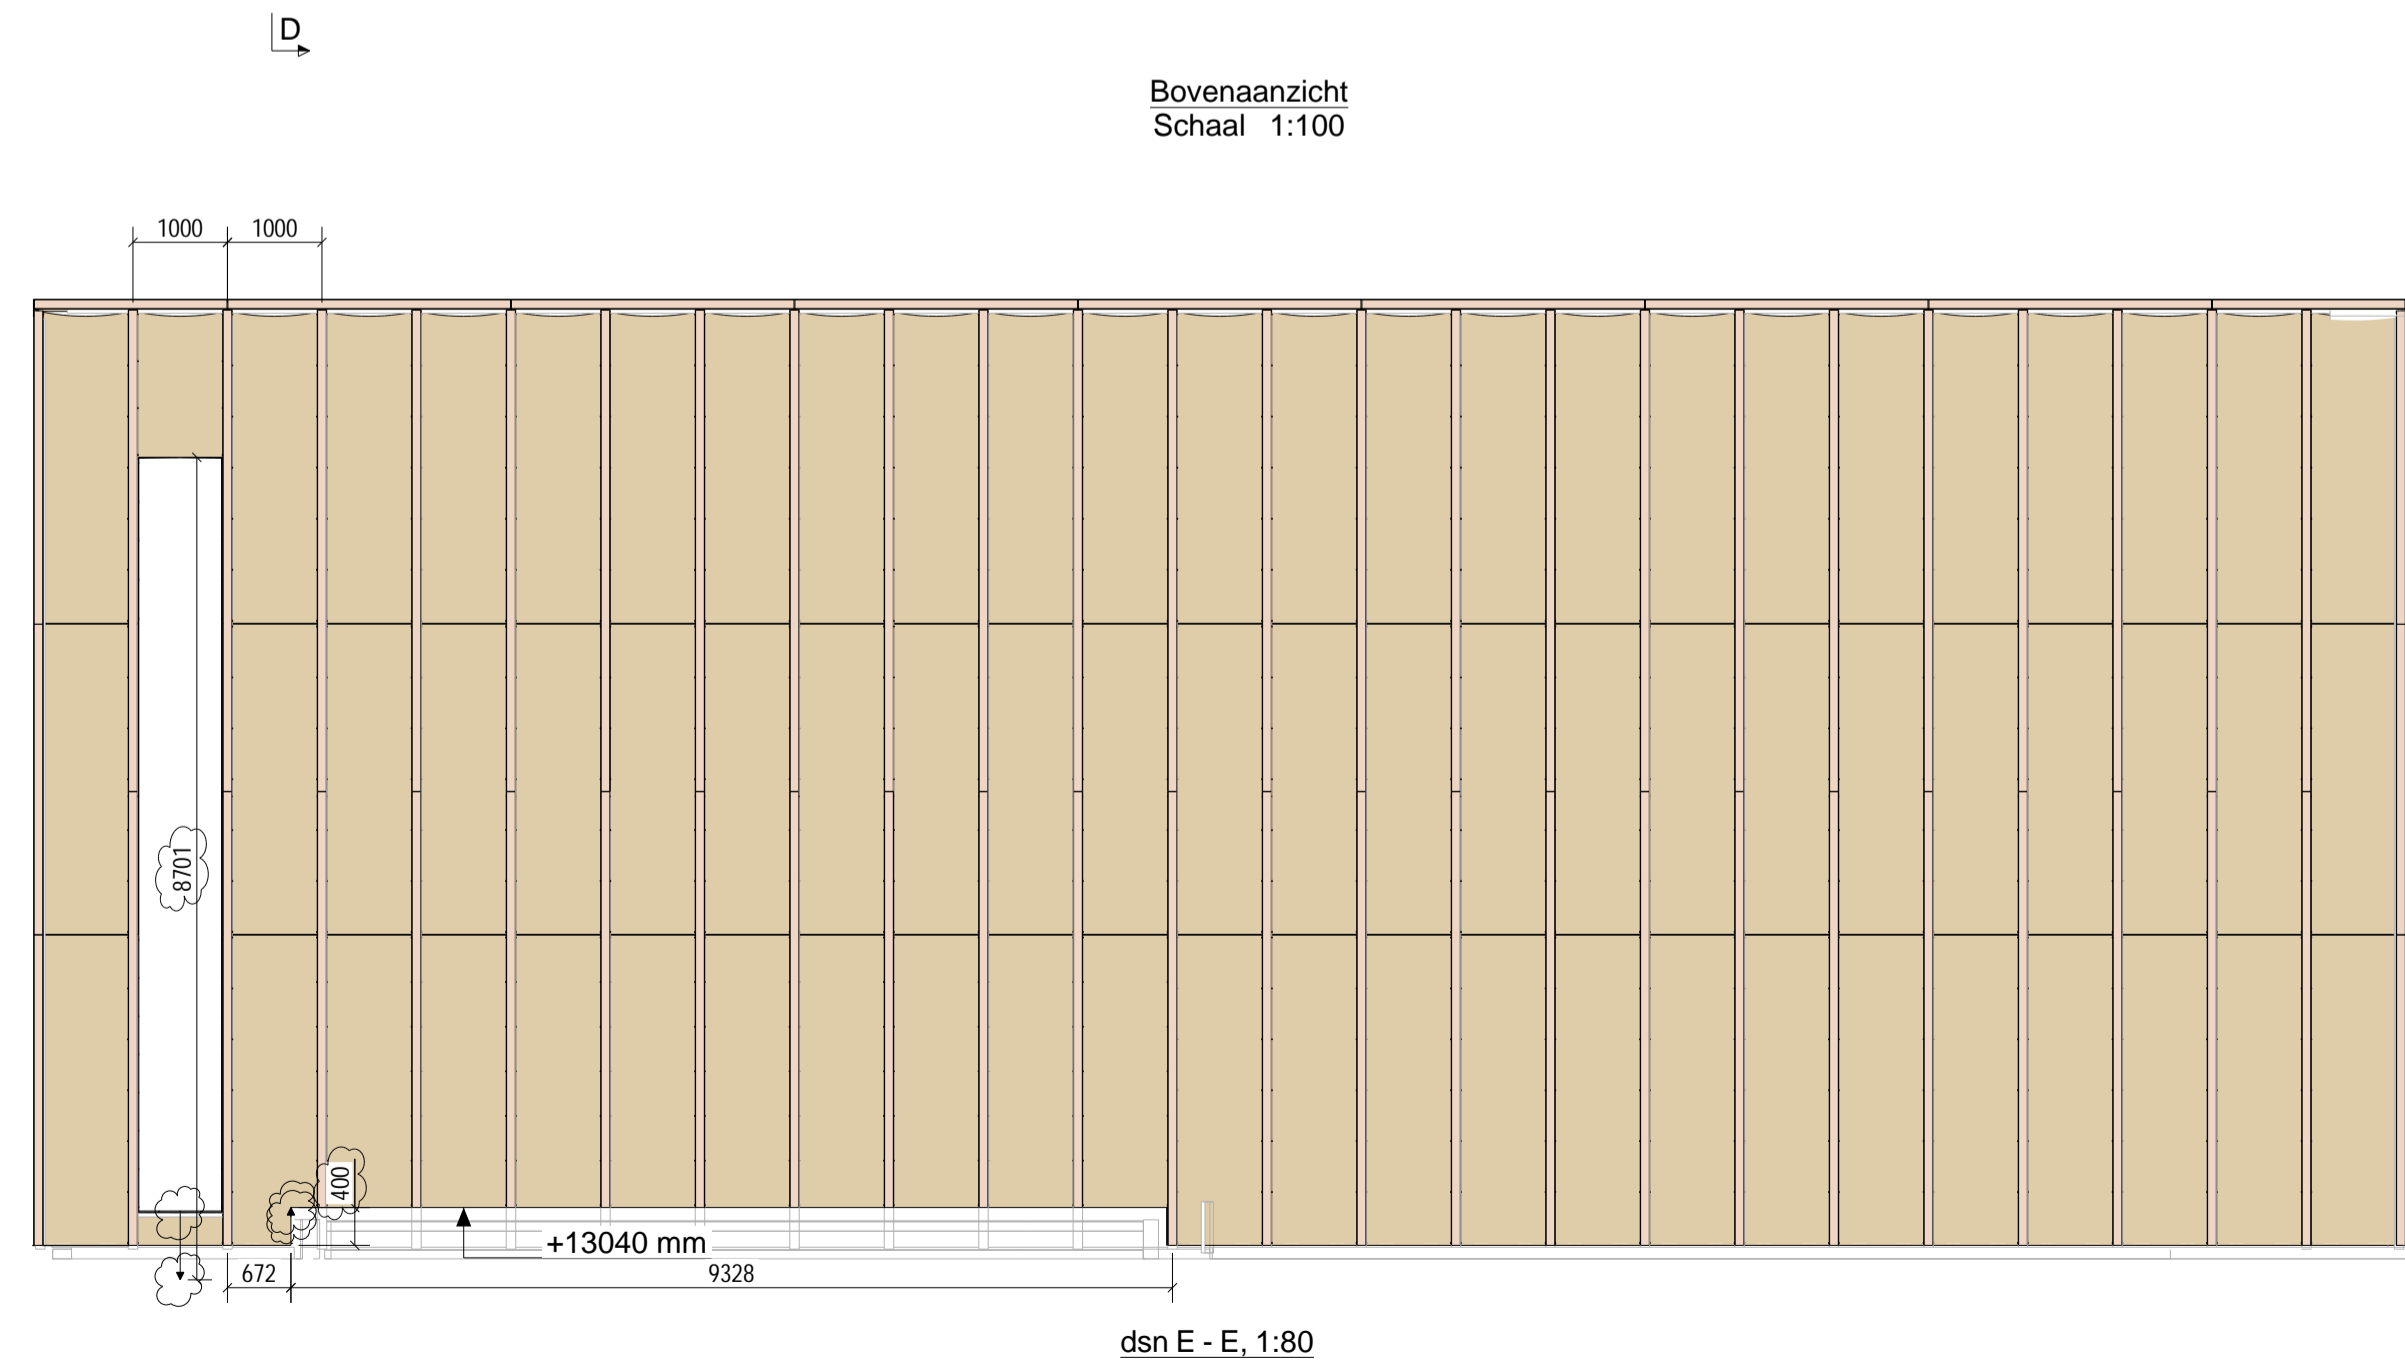 D
Bovenaanzicht
Schaal 1:100
1000 1000
8701
400
+13040 mm
672 9328
dsn E - E, 1:80